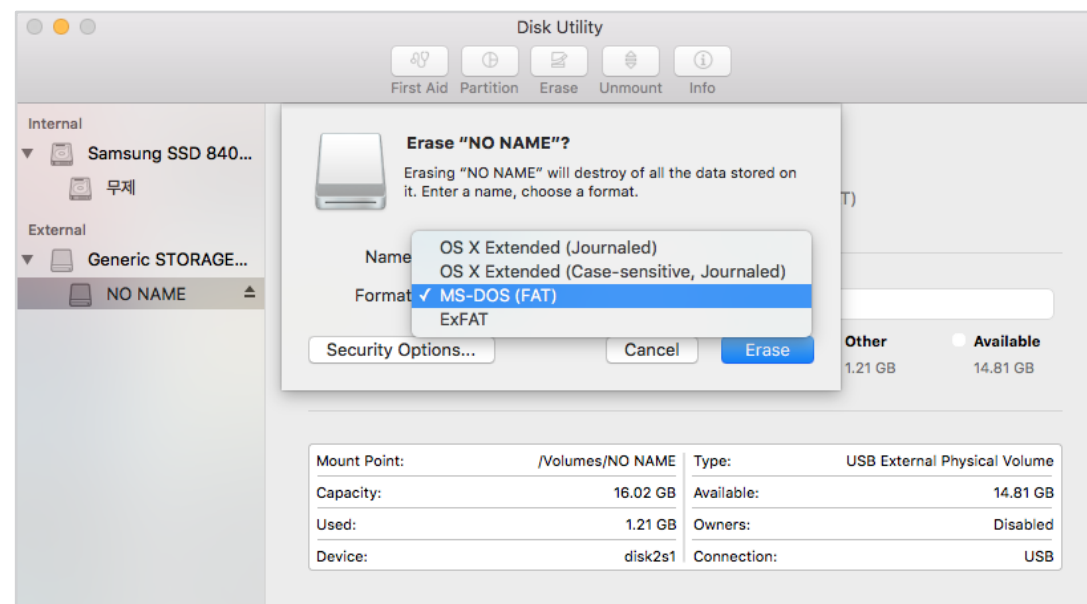 Disk Utility
First Aid Partition Erase Unmount Info
Internal
Samsung SSD 840...
무제
External
Generic STORAGE...
NO NAME
Erase “NO NAME”?
Erasing “NO NAME” will destroy of all the data stored on
it. Enter a name, choose a format.
T)
Name
OS X Extended (Journaled)
OS X Extended (Case-sensitive, Journaled)
Format ✓ MS-DOS (FAT)
ExFAT
Security Options... Cancel Erase
Other Available
1.21 GB 14.81 GB
Mount Point: /Volumes/NO NAME Type: USB External Physical Volume
Capacity: 16.02 GB Available: 14.81 GB
Used: 1.21 GB Owners: Disabled
Device: disk2s1 Connection: USB